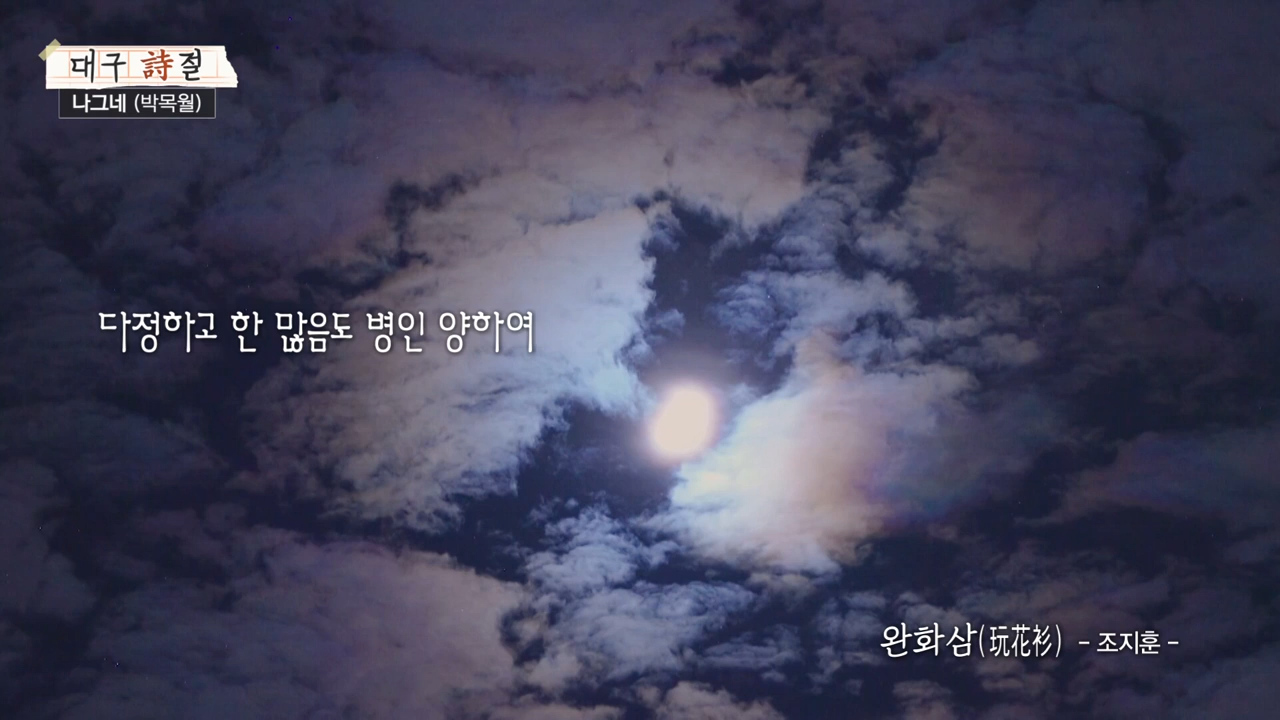 대구 詩절
나그네 (박목월)
다정하고 한 많음도 병인 양하여
완화삼(玩花衫) - 조지훈 -